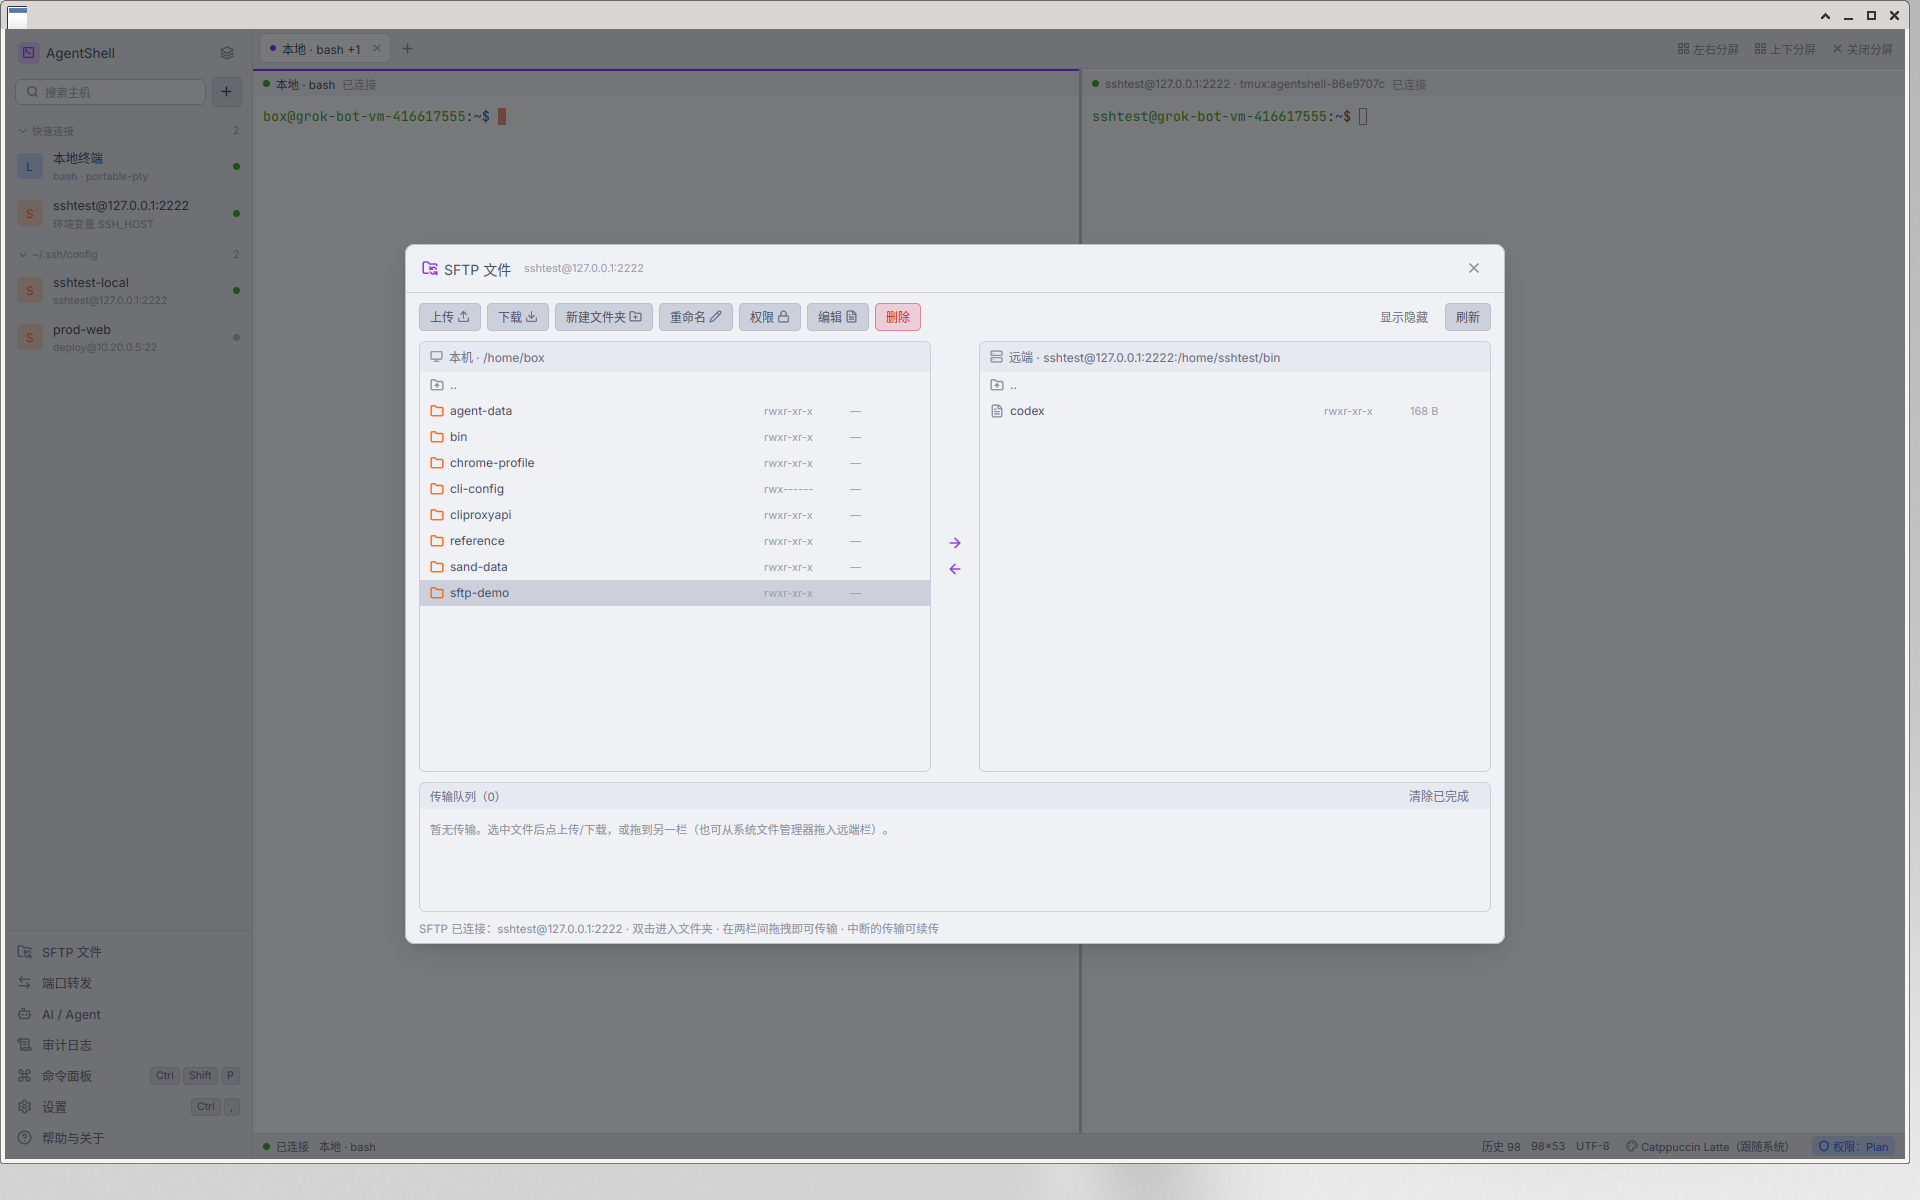 AgentShell
搜索主机
快速连接 2
L 本地终端
bash · portable-pty
S sshtest@127.0.0.1:2222
环境变量 SSH_HOST
~/.ssh/config 2
S sshtest-local
sshtest@127.0.0.1:2222
S prod-web
deploy@10.20.0.5:22
SFTP 文件
端口转发
AI / Agent
审计日志
命令面板 Ctrl Shift P
设置 Ctrl ,
帮助与关于
本地 · bash +1
左右分屏 上下分屏 关闭分屏
本地 · bash 已连接
box@grok-bot-vm-416617555:~$
sshtest@127.0.0.1:2222 · tmux:agentshell-86e9707c 已连接
sshtest@grok-bot-vm-416617555:~$
SFTP 文件 sshtest@127.0.0.1:2222
上传 下载 新建文件夹 重命名 权限 编辑 删除 显示隐藏 刷新
本机 · /home/box
..
agent-data rwxr-xr-x —
bin rwxr-xr-x —
chrome-profile rwxr-xr-x —
cli-config rwx------ —
cliproxyapi rwxr-xr-x —
reference rwxr-xr-x —
sand-data rwxr-xr-x —
sftp-demo rwxr-xr-x —
远端 · sshtest@127.0.0.1:2222:/home/sshtest/bin
..
codex rwxr-xr-x 168 B
传输队列（0） 清除已完成
暂无传输。选中文件后点上传/下载，或拖到另一栏（也可从系统文件管理器拖入远端栏）。
SFTP 已连接：sshtest@127.0.0.1:2222 · 双击进入文件夹 · 在两栏间拖拽即可传输 · 中断的传输可续传
已连接 本地 · bash
历史 98 98×53 UTF-8 Catppuccin Latte（跟随系统） 权限：Plan